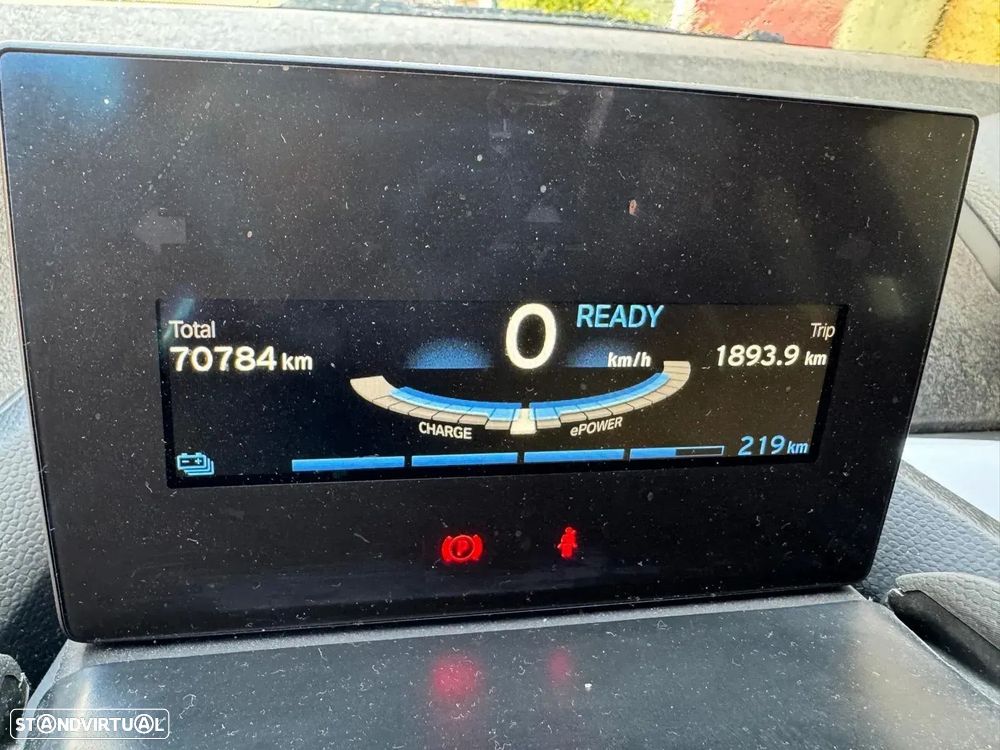 READY
Total
0
Trip
70784 km
km/h
1893.9 km
CHARGE
ePOWER
219 km
P
STANDVIRTUAL